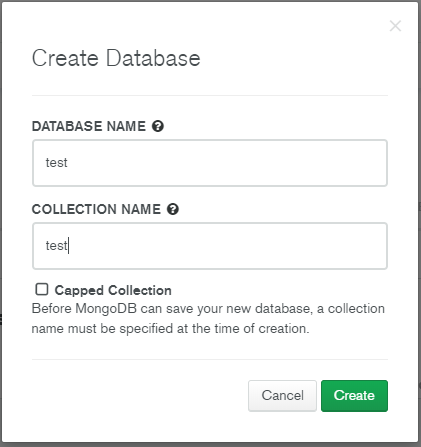 Create Database
DATABASE NAME
test
COLLECTION NAME
test
Capped Collection
Before MongoDB can save your new database, a collection
name must be specified at the time of creation.
Cancel Create